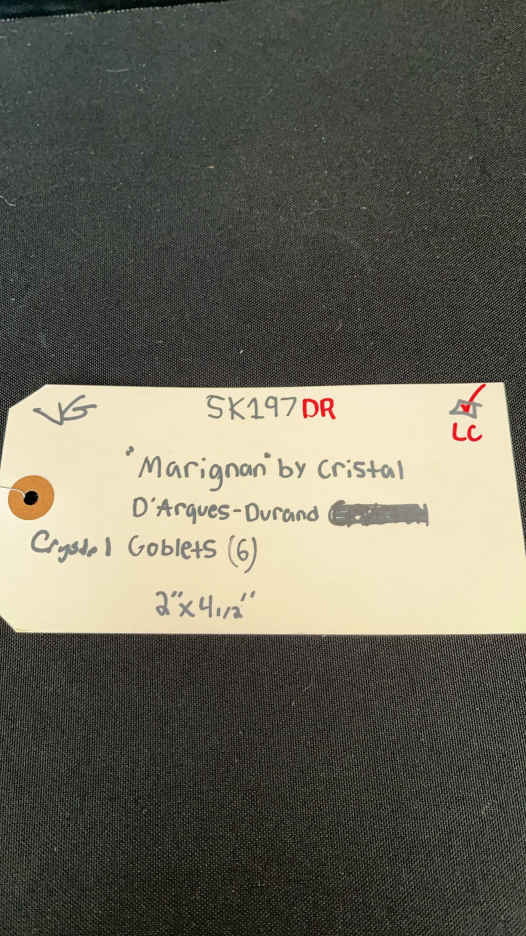 VG SK197DR
LC
"Marignan" by Cristal
D'Arques-Durand
Crystal Goblets (6)
2"x4 1/2"